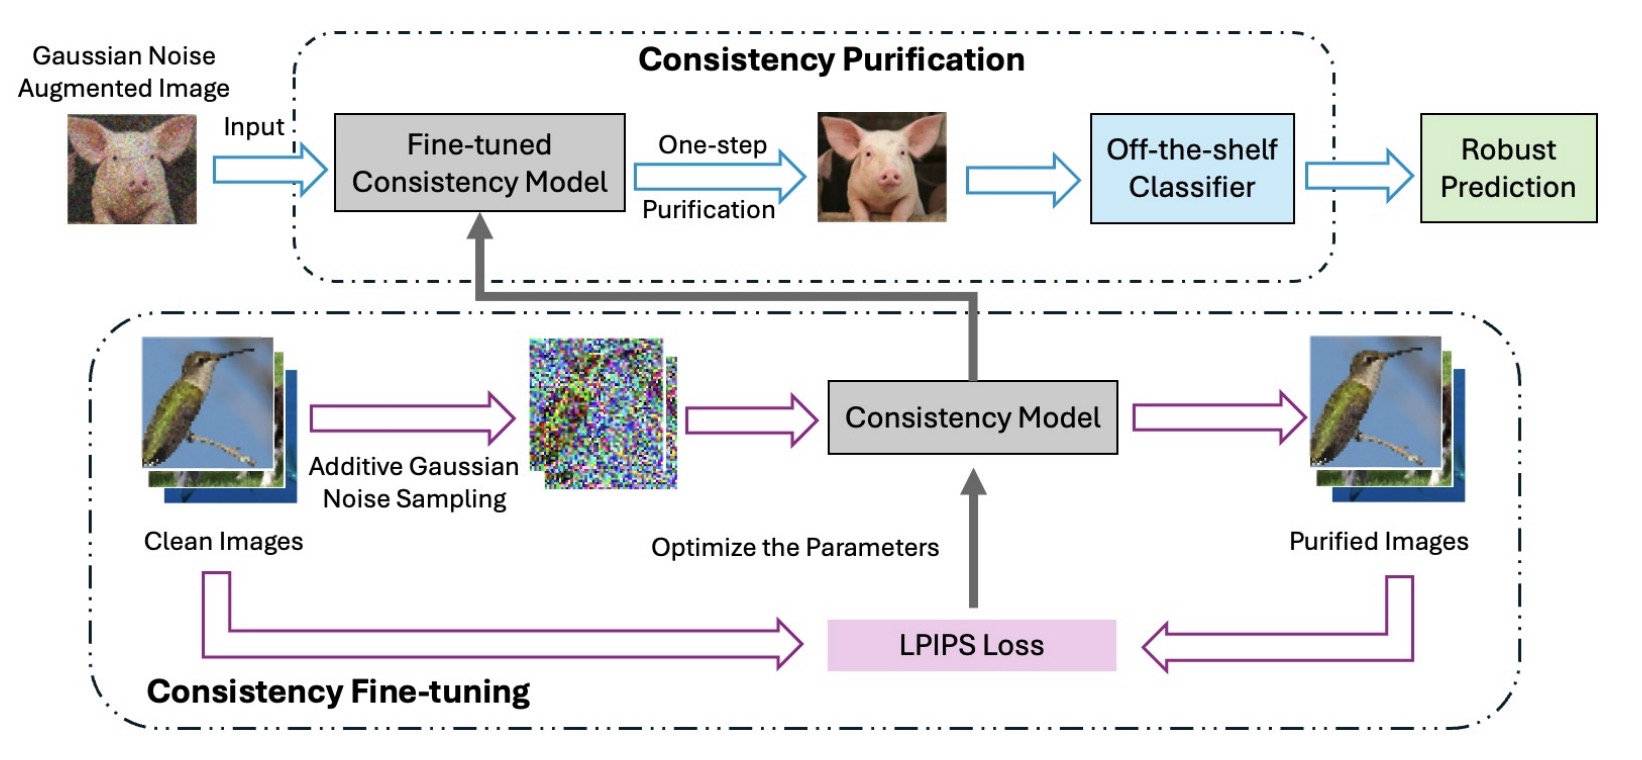 Consistency Purification
Gaussian Noise
Augmented Image
Input
Fine-tuned
Consistency Model
One-step
Purification
Off-the-shelf
Classifier
Robust
Prediction
Additive Gaussian
Noise Sampling
Consistency Model
Clean Images
Optimize the Parameters
Purified Images
LPIPS Loss
Consistency Fine-tuning